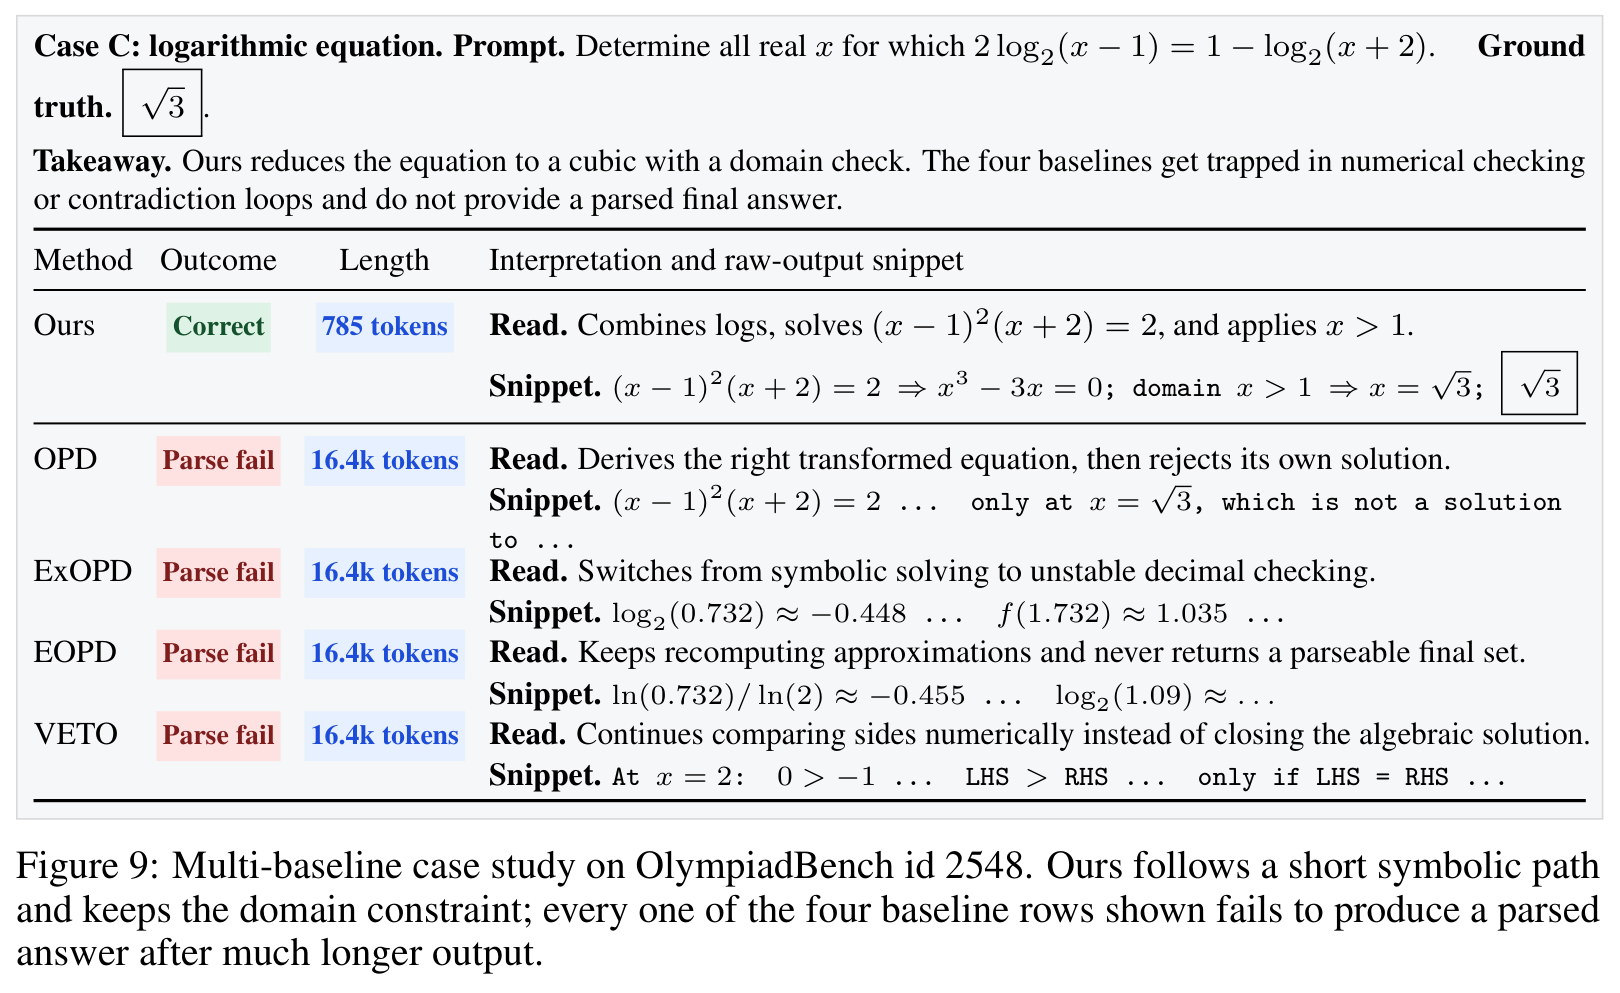 Case C: logarithmic equation. Prompt. Determine all real x for which 2 log₂(x − 1) = 1 − log₂(x + 2). Ground
truth. √3.
Takeaway. Ours reduces the equation to a cubic with a domain check. The four baselines get trapped in numerical checking
or contradiction loops and do not provide a parsed final answer.
Method Outcome Length Interpretation and raw-output snippet
Ours Correct 785 tokens Read. Combines logs, solves (x − 1)²(x + 2) = 2, and applies x > 1.
Snippet. (x − 1)²(x + 2) = 2 ⇒ x³ − 3x = 0; domain x > 1 ⇒ x = √3; √3
OPD Parse fail 16.4k tokens Read. Derives the right transformed equation, then rejects its own solution.
Snippet. (x − 1)²(x + 2) = 2 ... only at x = √3, which is not a solution
to ...
ExOPD Parse fail 16.4k tokens Read. Switches from symbolic solving to unstable decimal checking.
Snippet. log₂(0.732) ≈ −0.448 ... f(1.732) ≈ 1.035 ...
EOPD Parse fail 16.4k tokens Read. Keeps recomputing approximations and never returns a parseable final set.
Snippet. ln(0.732)/ ln(2) ≈ −0.455 ... log₂(1.09) ≈ ...
VETO Parse fail 16.4k tokens Read. Continues comparing sides numerically instead of closing the algebraic solution.
Snippet. At x = 2: 0 > −1 ... LHS > RHS ... only if LHS = RHS ...
Figure 9: Multi-baseline case study on OlympiadBench id 2548. Ours follows a short symbolic path
and keeps the domain constraint; every one of the four baseline rows shown fails to produce a parsed
answer after much longer output.